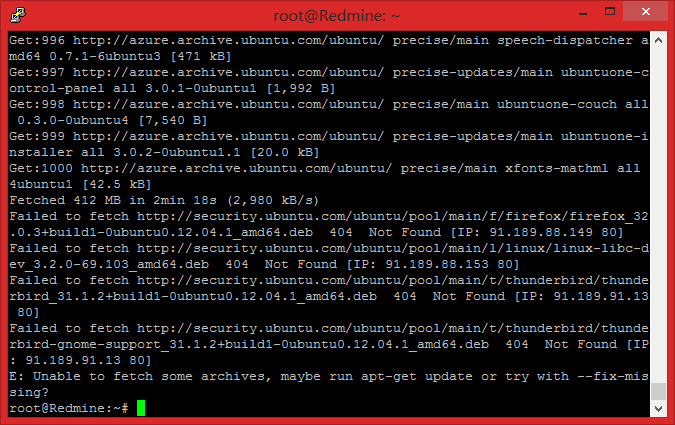 root@Redmine: ~
Get:996 http://azure.archive.ubuntu.com/ubuntu/ precise/main speech-dispatcher a
md64 0.7.1-6ubuntu3 [471 kB]
Get:997 http://azure.archive.ubuntu.com/ubuntu/ precise-updates/main ubuntuone-c
ontrol-panel all 3.0.1-0ubuntu1 [1,992 B]
Get:998 http://azure.archive.ubuntu.com/ubuntu/ precise/main ubuntuone-couch all
 0.3.0-0ubuntu4 [7,540 B]
Get:999 http://azure.archive.ubuntu.com/ubuntu/ precise-updates/main ubuntuone-i
nstaller all 3.0.2-0ubuntu1.1 [20.0 kB]
Get:1000 http://azure.archive.ubuntu.com/ubuntu/ precise/main xfonts-mathml all
4ubuntu1 [42.5 kB]
Fetched 412 MB in 2min 18s (2,980 kB/s)
Failed to fetch http://security.ubuntu.com/ubuntu/pool/main/f/firefox/firefox_32
.0.3+build1-0ubuntu0.12.04.1_amd64.deb  404  Not Found [IP: 91.189.88.149 80]
Failed to fetch http://security.ubuntu.com/ubuntu/pool/main/l/linux/linux-libc-d
ev_3.2.0-69.103_amd64.deb  404  Not Found [IP: 91.189.88.153 80]
Failed to fetch http://security.ubuntu.com/ubuntu/pool/main/t/thunderbird/thunde
rbird_31.1.2+build1-0ubuntu0.12.04.1_amd64.deb  404  Not Found [IP: 91.189.91.13
 80]
Failed to fetch http://security.ubuntu.com/ubuntu/pool/main/t/thunderbird/thunde
rbird-gnome-support_31.1.2+build1-0ubuntu0.12.04.1_amd64.deb  404  Not Found [IP
: 91.189.91.13 80]
E: Unable to fetch some archives, maybe run apt-get update or try with --fix-mis
sing?
root@Redmine:~#